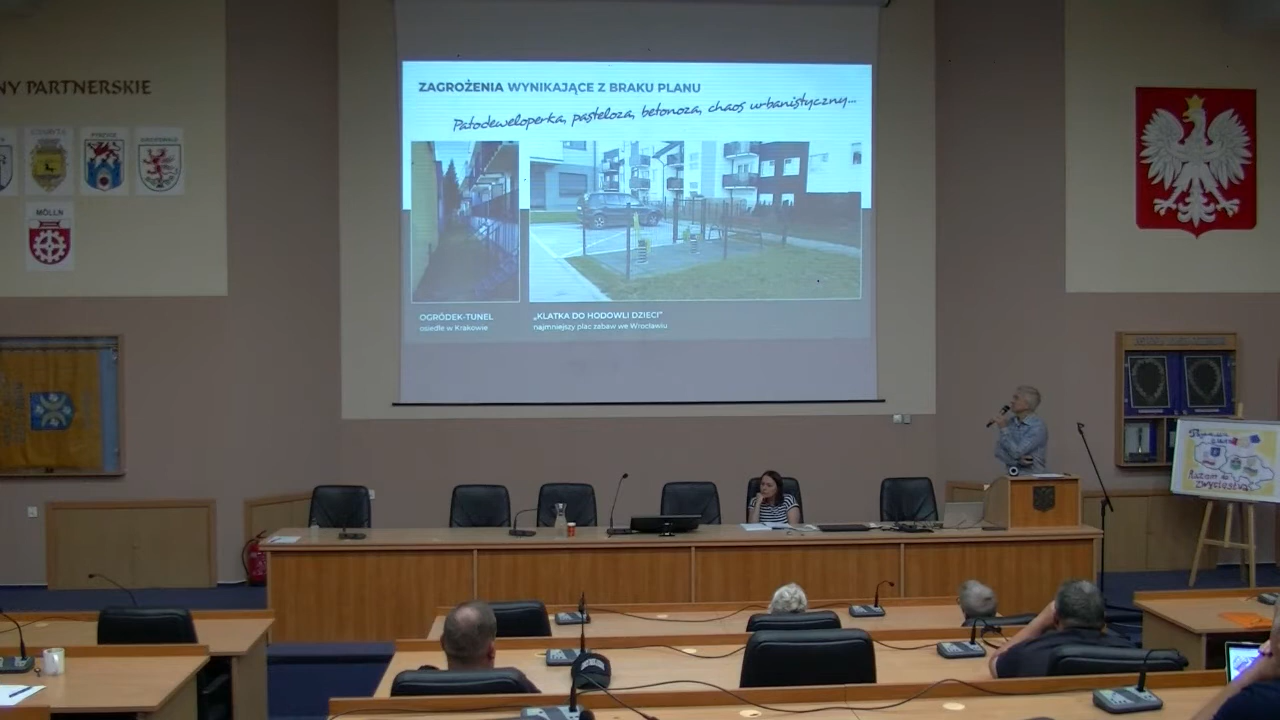 NY PARTNERSKIE
MÖLLN
ZAGROŻENIA WYNIKAJĄCE Z BRAKU PLANU
Patodeweloperka, pasteloza, betonoza, chaos urbanistyczny...
OGRÓDEK-TUNEL
osiedle w Krakowie
„KLATKA DO HODOWLI DZIECI”
najmniejszy plac zabaw we Wrocławiu
Razem